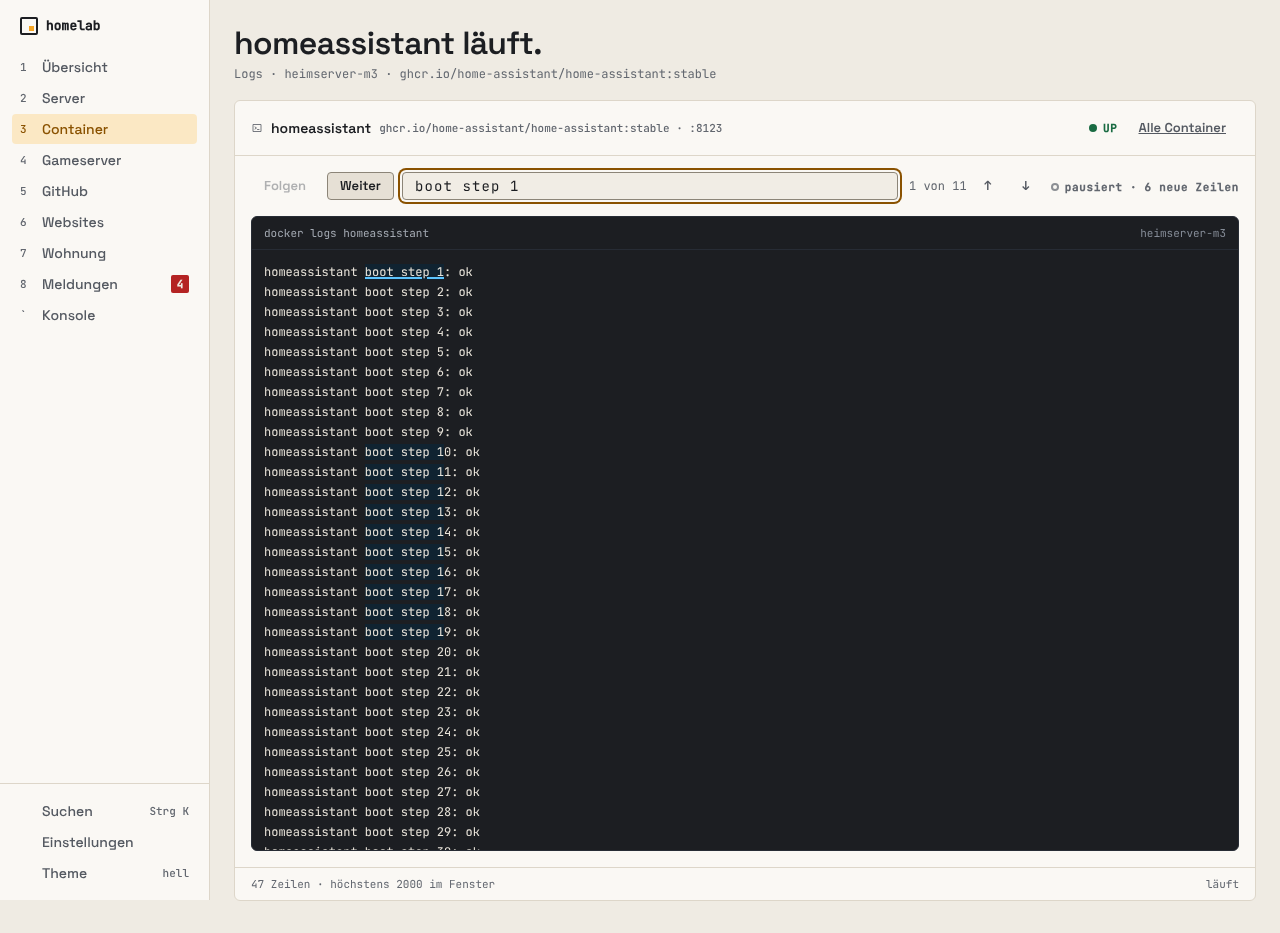 homelab
1 Übersicht
2 Server
3 Container
4 Gameserver
5 GitHub
6 Websites
7 Wohnung
8 Meldungen 4
` Konsole
Suchen Strg K
Einstellungen
Theme hell
homeassistant läuft.
Logs · heimserver-m3 · ghcr.io/home-assistant/home-assistant:stable
homeassistant ghcr.io/home-assistant/home-assistant:stable · :8123 UP Alle Container
Folgen Weiter boot step 1 1 von 11 ↑ ↓ pausiert · 6 neue Zeilen
docker logs homeassistant heimserver-m3
homeassistant boot step 1: ok
homeassistant boot step 2: ok
homeassistant boot step 3: ok
homeassistant boot step 4: ok
homeassistant boot step 5: ok
homeassistant boot step 6: ok
homeassistant boot step 7: ok
homeassistant boot step 8: ok
homeassistant boot step 9: ok
homeassistant boot step 10: ok
homeassistant boot step 11: ok
homeassistant boot step 12: ok
homeassistant boot step 13: ok
homeassistant boot step 14: ok
homeassistant boot step 15: ok
homeassistant boot step 16: ok
homeassistant boot step 17: ok
homeassistant boot step 18: ok
homeassistant boot step 19: ok
homeassistant boot step 20: ok
homeassistant boot step 21: ok
homeassistant boot step 22: ok
homeassistant boot step 23: ok
homeassistant boot step 24: ok
homeassistant boot step 25: ok
homeassistant boot step 26: ok
homeassistant boot step 27: ok
homeassistant boot step 28: ok
homeassistant boot step 29: ok
47 Zeilen · höchstens 2000 im Fenster läuft